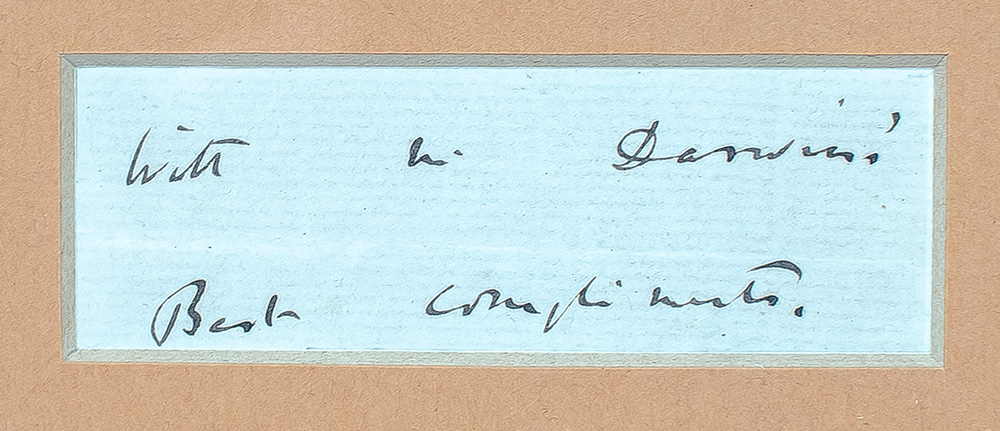 With Mr Darwin's
Best compliments.